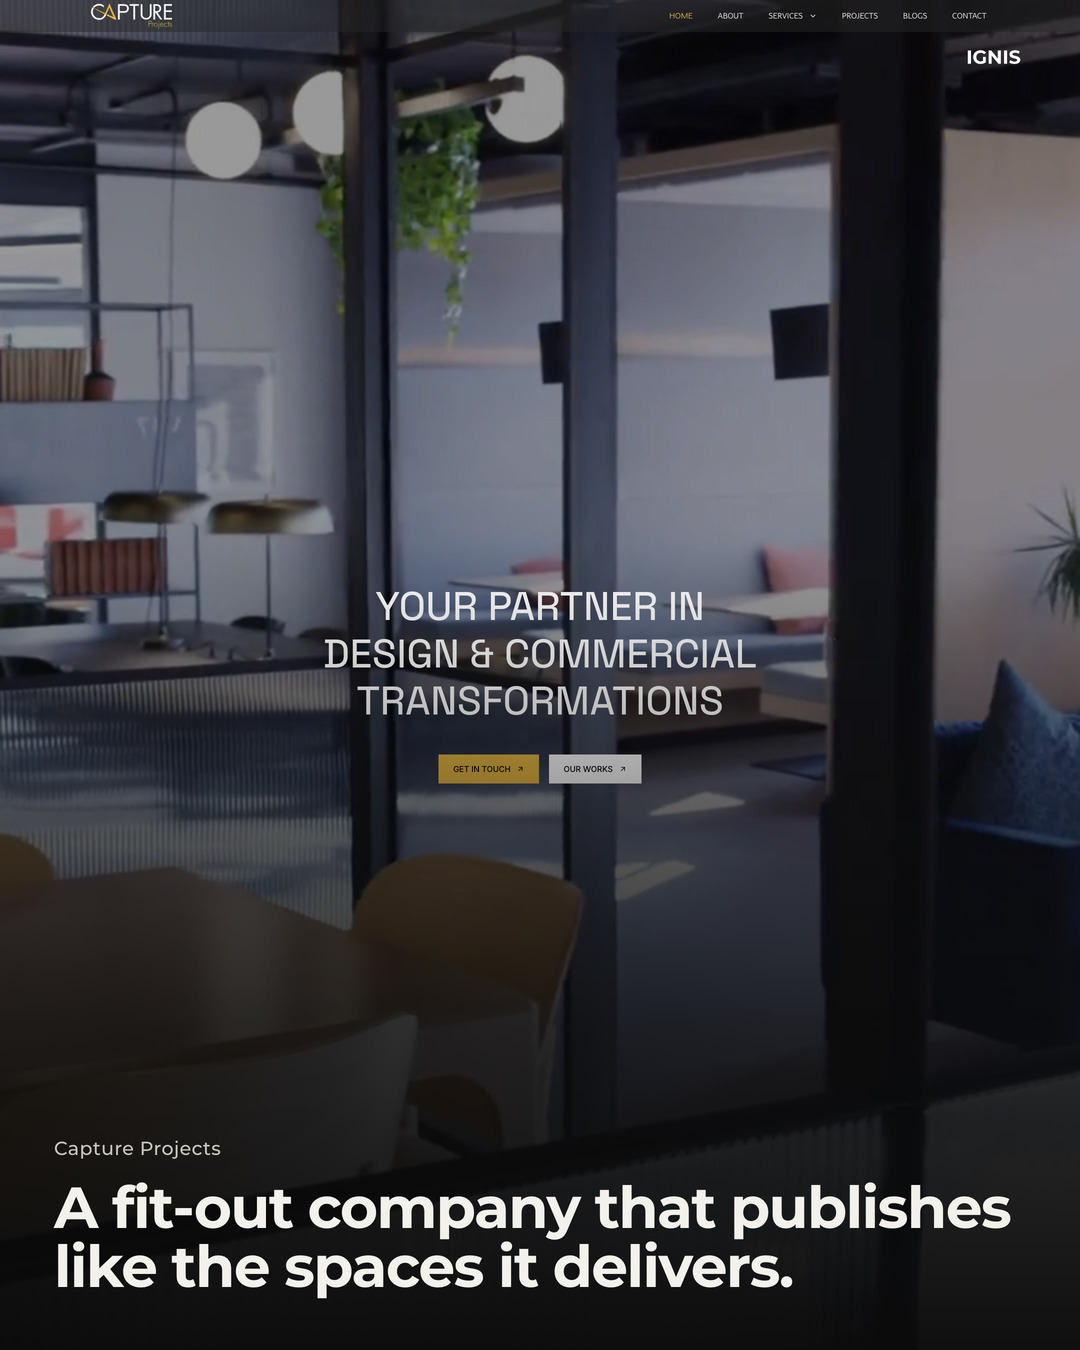 CAPTURE
Projects
HOME ABOUT SERVICES PROJECTS BLOGS CONTACT
IGNIS
YOUR PARTNER IN
DESIGN & COMMERCIAL
TRANSFORMATIONS
GET IN TOUCH OUR WORKS
Capture Projects
A fit-out company that publishes
like the spaces it delivers.